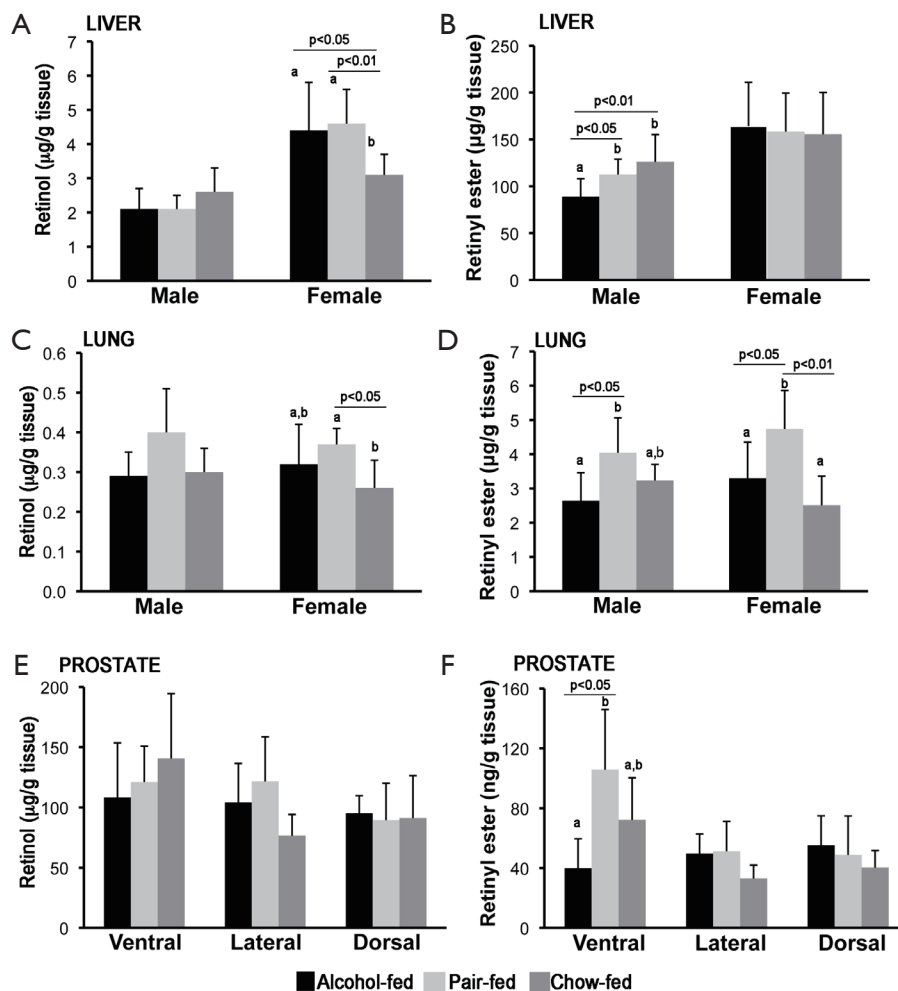 A LIVER
Retinol (µg/g tissue)
7
6
5
4
3
2
1
0
p<0.05
p<0.01
a
a
b
Male
Female
B LIVER
Retinyl ester (µg/g tissue)
250
200
150
100
50
0
p<0.01
p<0.05
a
b
b
Male
Female
C LUNG
Retinol (µg/g tissue)
0.6
0.5
0.4
0.3
0.2
0.1
0.0
p<0.05
a,b
a
b
Male
Female
D LUNG
Retinyl ester (µg/g tissue)
7
6
5
4
3
2
1
0
p<0.05
p<0.05
p<0.01
a
b
a,b
a
b
a
Male
Female
E PROSTATE
Retinol (µg/g tissue)
200
150
100
50
0
Ventral
Lateral
Dorsal
F PROSTATE
Retinyl ester (ng/g tissue)
160
120
80
40
0
p<0.05
a
b
a,b
Ventral
Lateral
Dorsal
Alcohol-fed Pair-fed Chow-fed